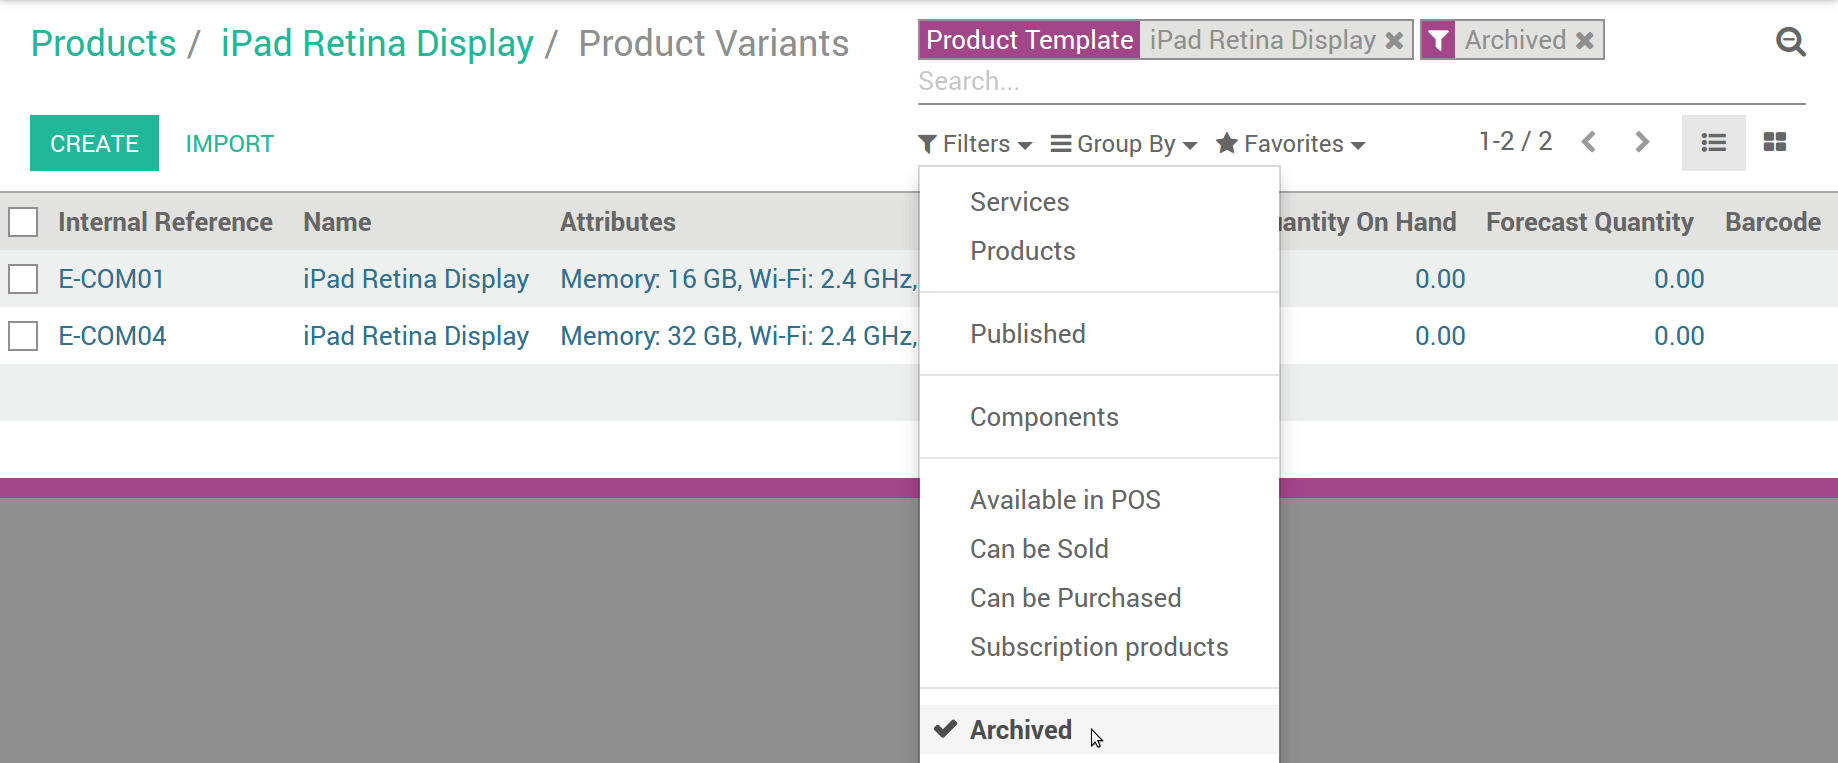 Products / iPad Retina Display / Product Variants
Product Template iPad Retina Display Archived
Search...
CREATE IMPORT
Filters Group By Favorites 1-2 / 2
Internal Reference Name Attributes On Hand Forecast Quantity Barcode
E-COM01 iPad Retina Display Memory: 16 GB, Wi-Fi: 2.4 GHz, 0.00 0.00
E-COM04 iPad Retina Display Memory: 32 GB, Wi-Fi: 2.4 GHz, 0.00 0.00
Services
Products
Published
Components
Available in POS
Can be Sold
Can be Purchased
Subscription products
Archived